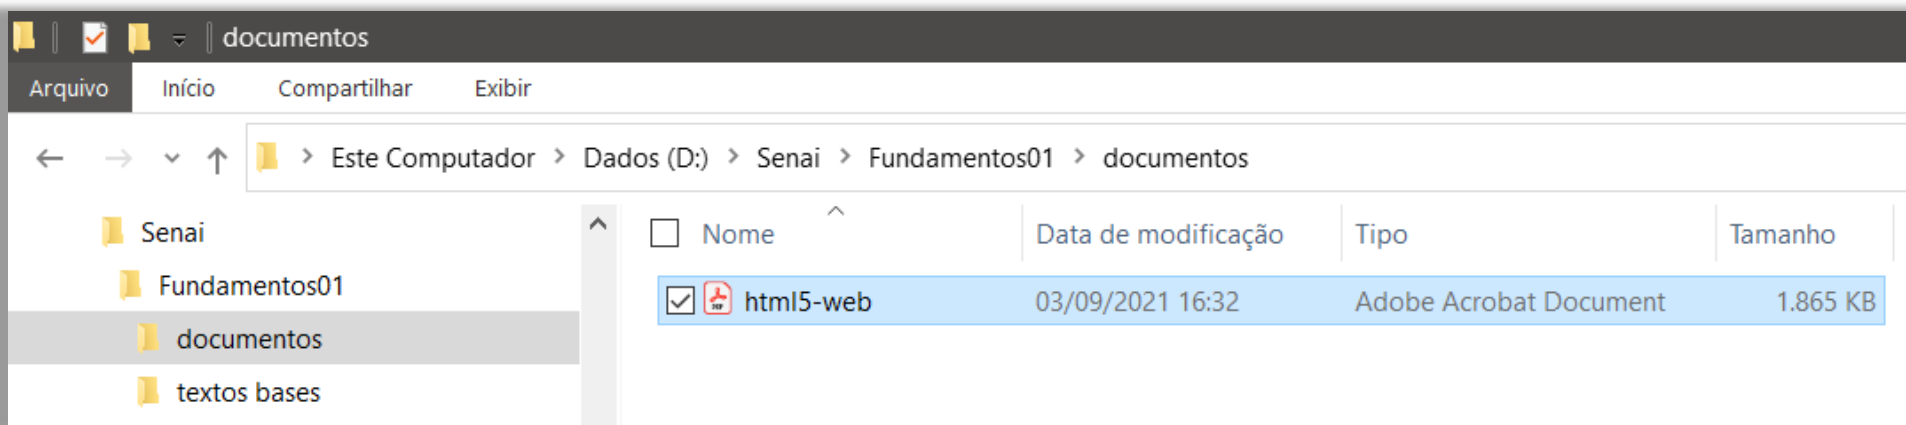 documentos
Arquivo Início Compartilhar Exibir
Este Computador > Dados (D:) > Senai > Fundamentos01 > documentos
Senai
Fundamentos01
documentos
textos bases
Nome Data de modificação Tipo Tamanho
html5-web 03/09/2021 16:32 Adobe Acrobat Document 1.865 KB